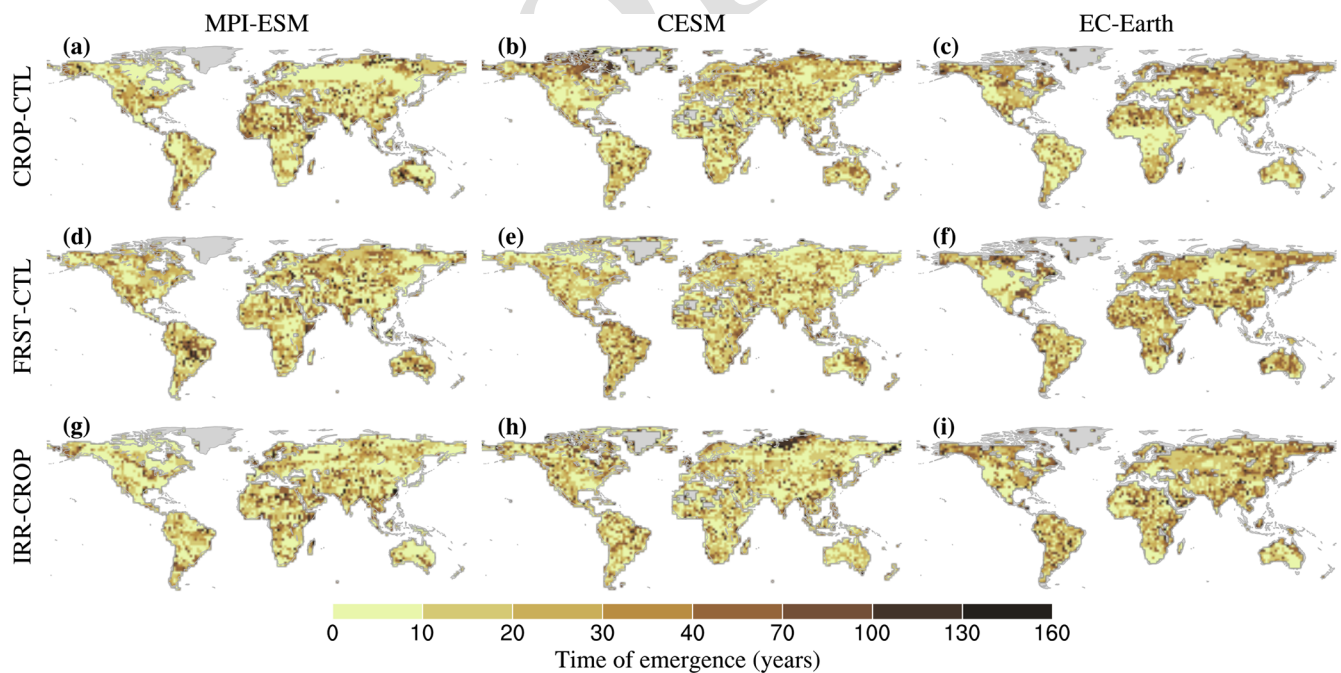 MPI-ESM CESM EC-Earth
(a) (b) (c)
CROP-CTL
(d) (e) (f)
FRST-CTL
(g) (h) (i)
IRR-CROP
0 10 20 30 40 70 100 130 160
Time of emergence (years)